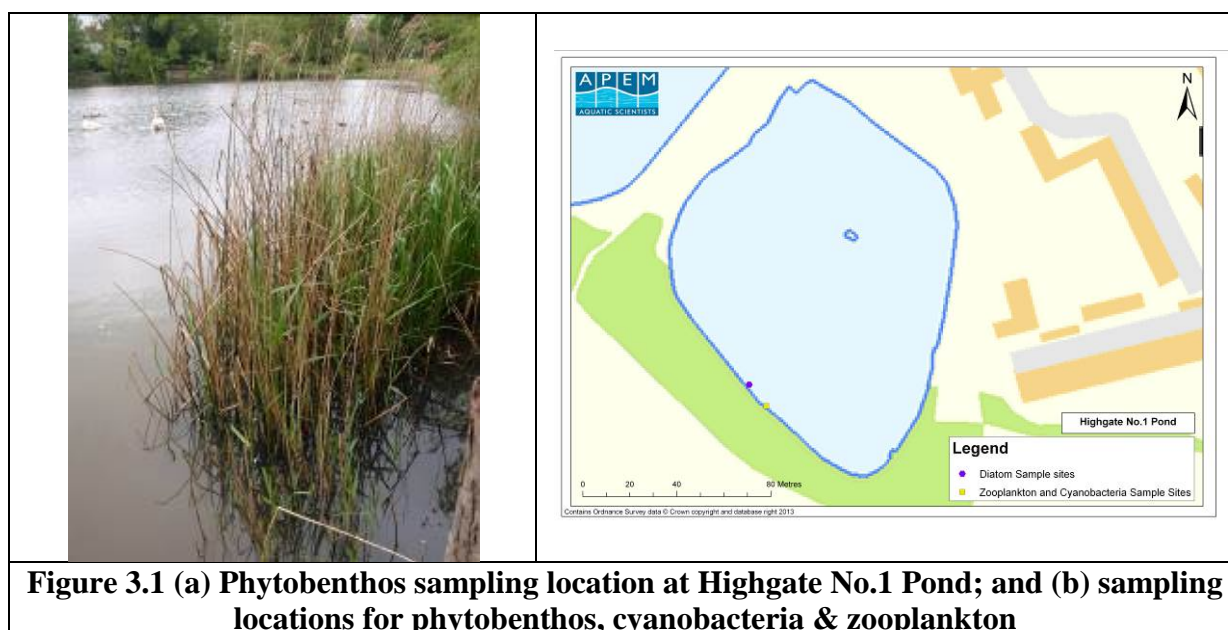 APEM
AQUATIC SCIENTISTS
N
Highgate No.1 Pond
Legend
Diatom Sample sites
Zooplankton and Cyanobacteria Sample Sites
0 20 40 80 Metres
Contains Ordnance Survey data © Crown copyright and database right 2013
Figure 3.1 (a) Phytobenthos sampling location at Highgate No.1 Pond; and (b) sampling
locations for phytobenthos, cyanobacteria & zooplankton